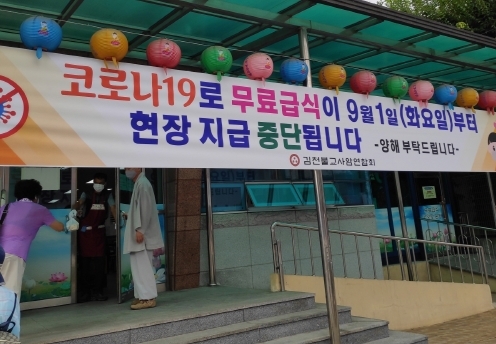 코로나19로 무료급식이 9월1일(화요일)부터
현장 지급 중단됩니다 -양해 부탁드립니다-
김천불교사암연합회